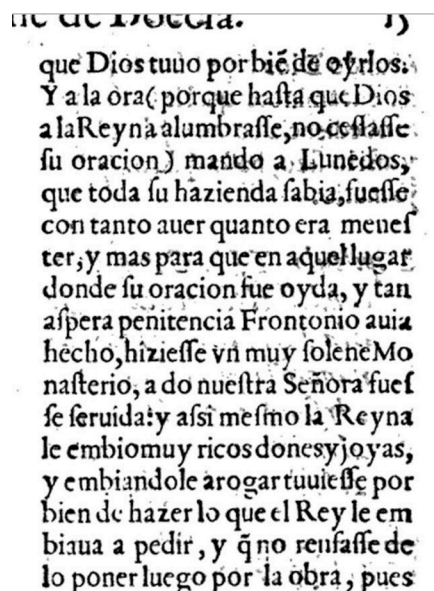 de Boecia. 15
que Dios tuuo por biẽ de oyrlos.
Y a la ora( porque haſta que Dios
a la Reyna alumbraſſe, no ceſſaſſe
ſu oracion) mando a Lunedos,
que toda ſu hazienda ſabia, fueſſe
con tanto auer quanto era meneſ
ter, y mas para que en aquel lugar
donde ſu oracion fue oyda, y tan
aſpera penitencia Frontonio auia
hecho, hizieſſe vn muy ſolene Mo
naſterio, a do nueſtra Señora fueſ
ſe ſeruida: y aſsi meſmo la Reyna
le embio muy ricos dones y joyas,
y embiandole a rogar tuuieſſe por
bien de hazer lo que el Rey le em
biaua a pedir, y q̃ no reuſaſſe de
lo poner luego por la obra, pues